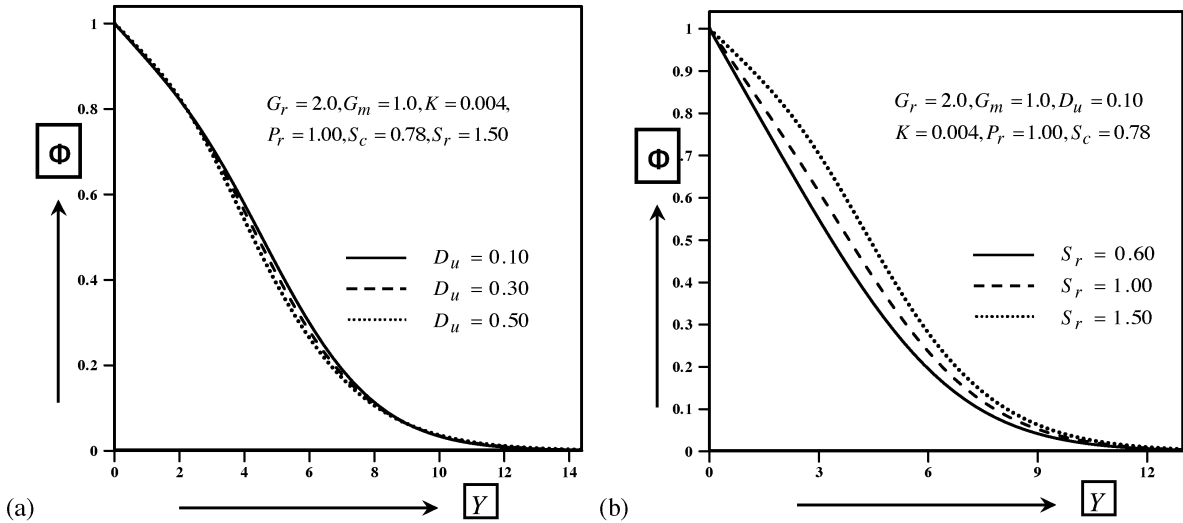 1
0.8
0.6
0.4
0.2
0
0 2 4 6 8 10 12 14
Φ
G_r = 2.0, G_m = 1.0, K = 0.004,
P_r = 1.00, S_c = 0.78, S_r = 1.50
D_u = 0.10
D_u = 0.30
D_u = 0.50
(a)
Y
1
0.9
0.8
0.7
0.6
0.5
0.4
0.3
0.2
0.1
0
0 3 6 9 12
Φ
G_r = 2.0, G_m = 1.0, D_u = 0.10
K = 0.004, P_r = 1.00, S_c = 0.78
S_r = 0.60
S_r = 1.00
S_r = 1.50
(b)
Y